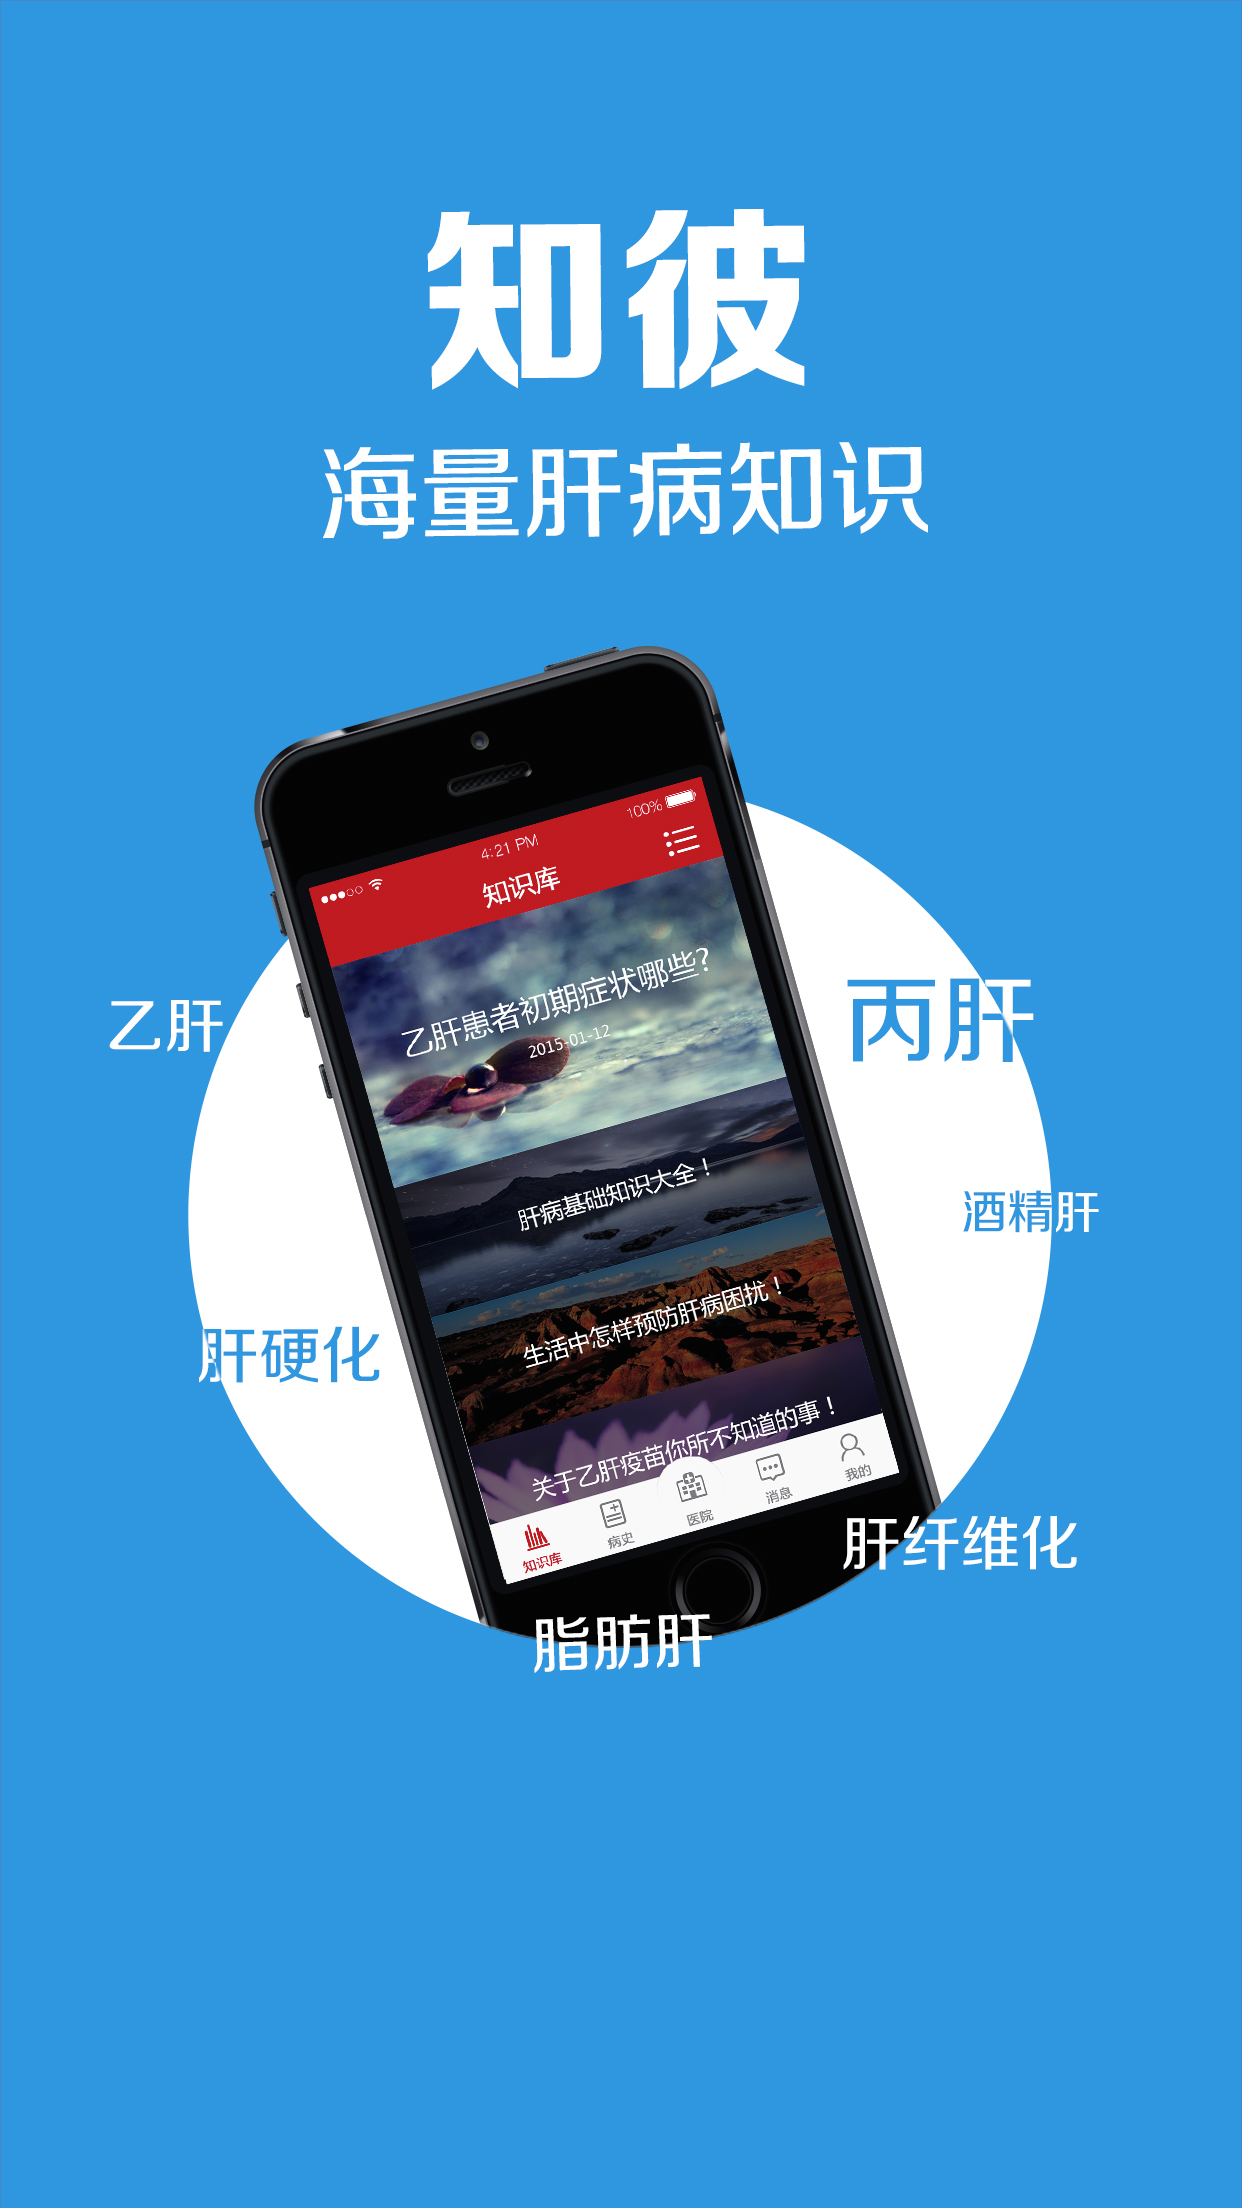 知彼
海量肝病知识
100%
4:21 PM
知识库
乙肝患者初期症状哪些?
2015-01-12
乙肝
丙肝
肝病基础知识大全！
酒精肝
生活中怎样预防肝病困扰！
肝硬化
关于乙肝疫苗你所不知道的事！
知识库
病史
医院
消息
我的
肝纤维化
脂肪肝